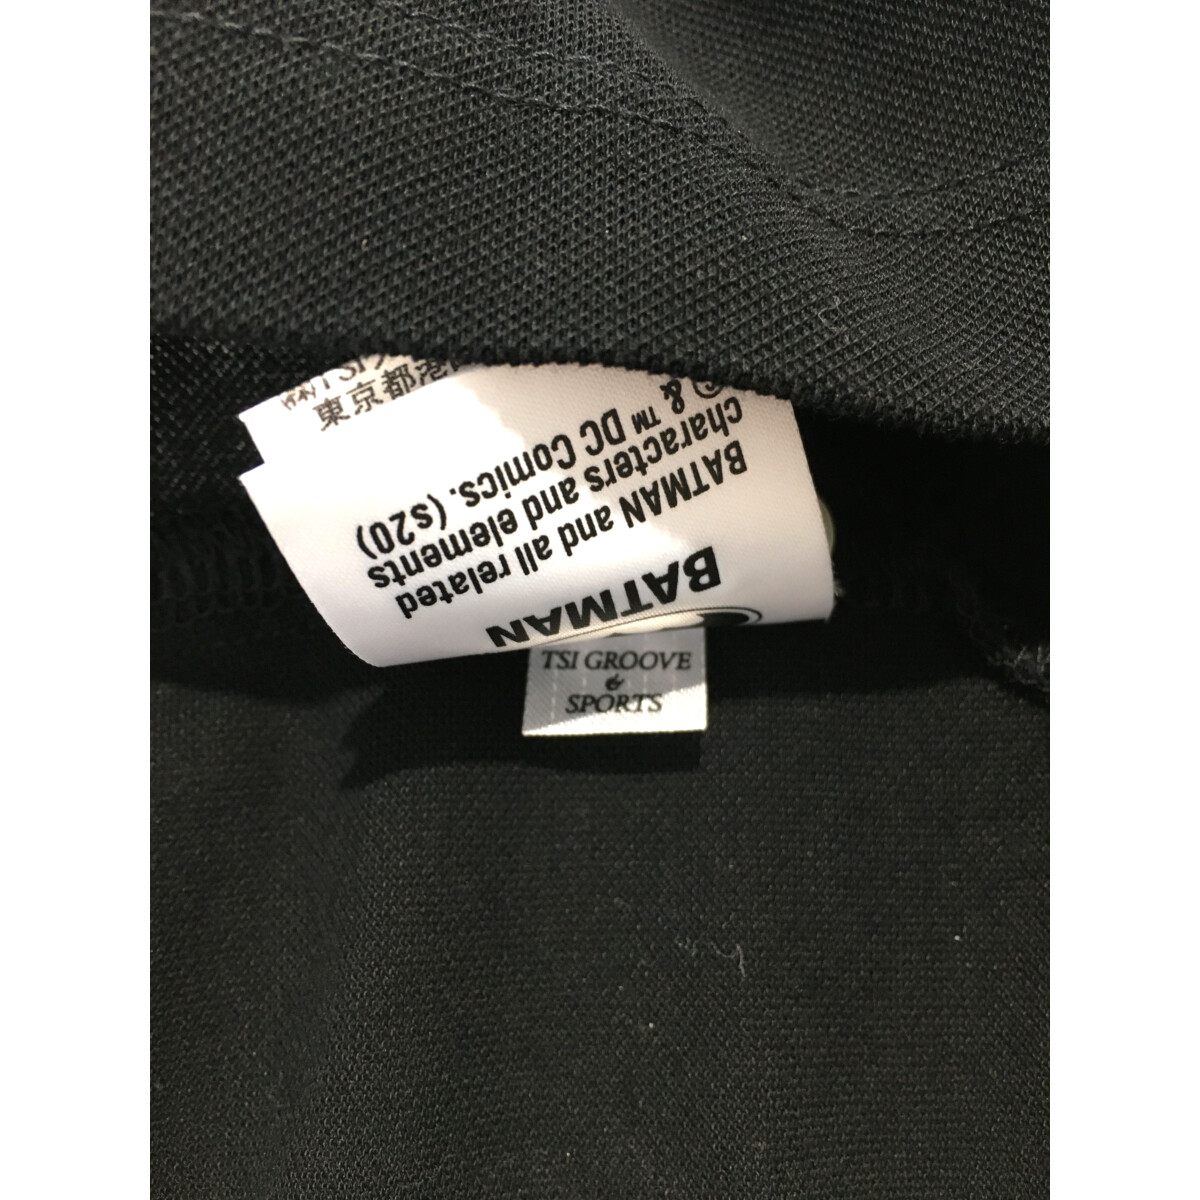 BATMAN
BATMAN and all related
characters and elements
© & ™ DC Comics. (s20)
東京都港
TSI GROOVE
&
SPORTS